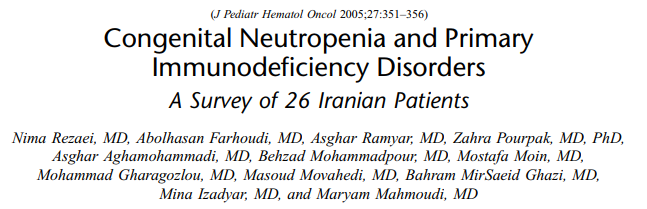 (J Pediatr Hematol Oncol 2005;27:351–356)
Congenital Neutropenia and Primary
Immunodeficiency Disorders
A Survey of 26 Iranian Patients
Nima Rezaei, MD, Abolhasan Farhoudi, MD, Asghar Ramyar, MD, Zahra Pourpak, MD, PhD,
Asghar Aghamohammadi, MD, Behzad Mohammadpour, MD, Mostafa Moin, MD,
Mohammad Gharagozlou, MD, Masoud Movahedi, MD, Bahram MirSaeid Ghazi, MD,
Mina Izadyar, MD, and Maryam Mahmoudi, MD